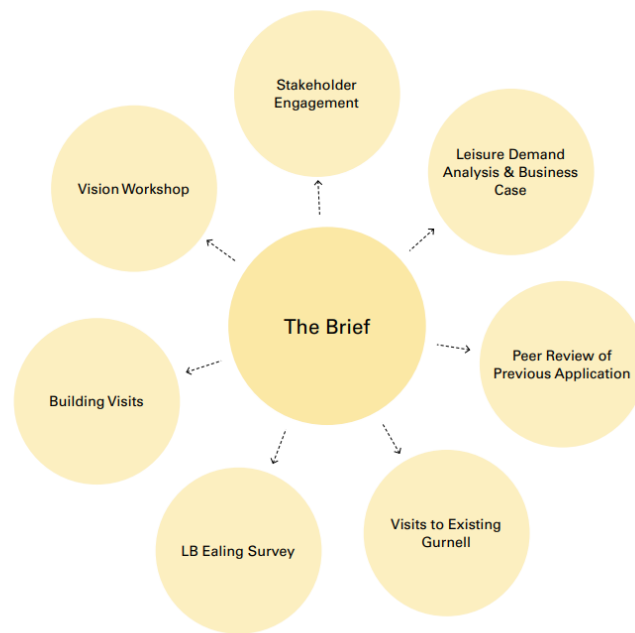 Stakeholder
Engagement
Leisure Demand
Analysis & Business
Case
Vision Workshop
The Brief
Peer Review of
Previous Application
Building Visits
Visits to Existing
Gurnell
LB Ealing Survey